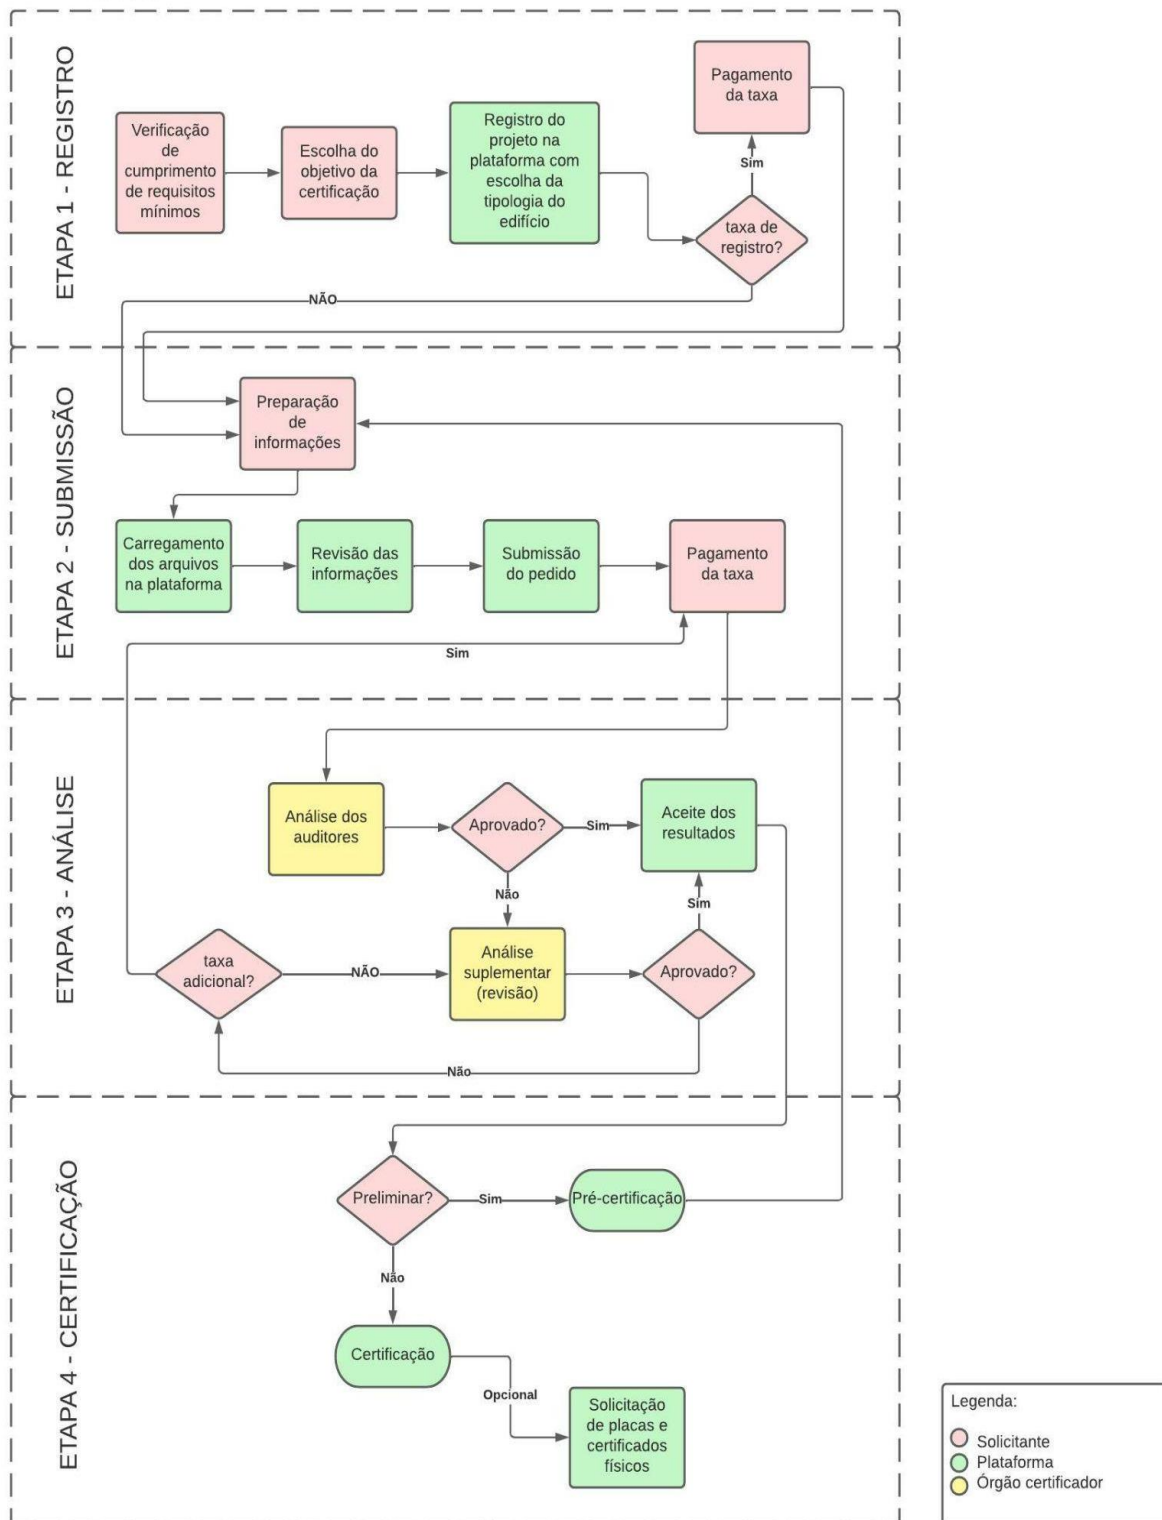 ETAPA 1 - REGISTRO
Verificação
de
cumprimento
de requisitos
mínimos
Escolha do
objetivo da
certificação
Registro do
projeto na
plataforma com
escolha da
tipologia do
edifício
Pagamento
da taxa
Sim
taxa de
registro?
NÃO
ETAPA 2 - SUBMISSÃO
Preparação
de
informações
Carregamento
dos arquivos
na plataforma
Revisão das
informações
Submissão
do pedido
Pagamento
da taxa
Sim
ETAPA 3 - ANÁLISE
Análise dos
auditores
Aprovado?
Sim
Aceite dos
resultados
Não
Sim
taxa
adicional?
NÃO
Análise
suplementar
(revisão)
Aprovado?
Não
ETAPA 4 - CERTIFICAÇÃO
Preliminar?
Sim
Pré-certificação
Não
Certificação
Opcional
Solicitação
de placas e
certificados
físicos
Legenda:
Solicitante
Plataforma
Órgão certificador